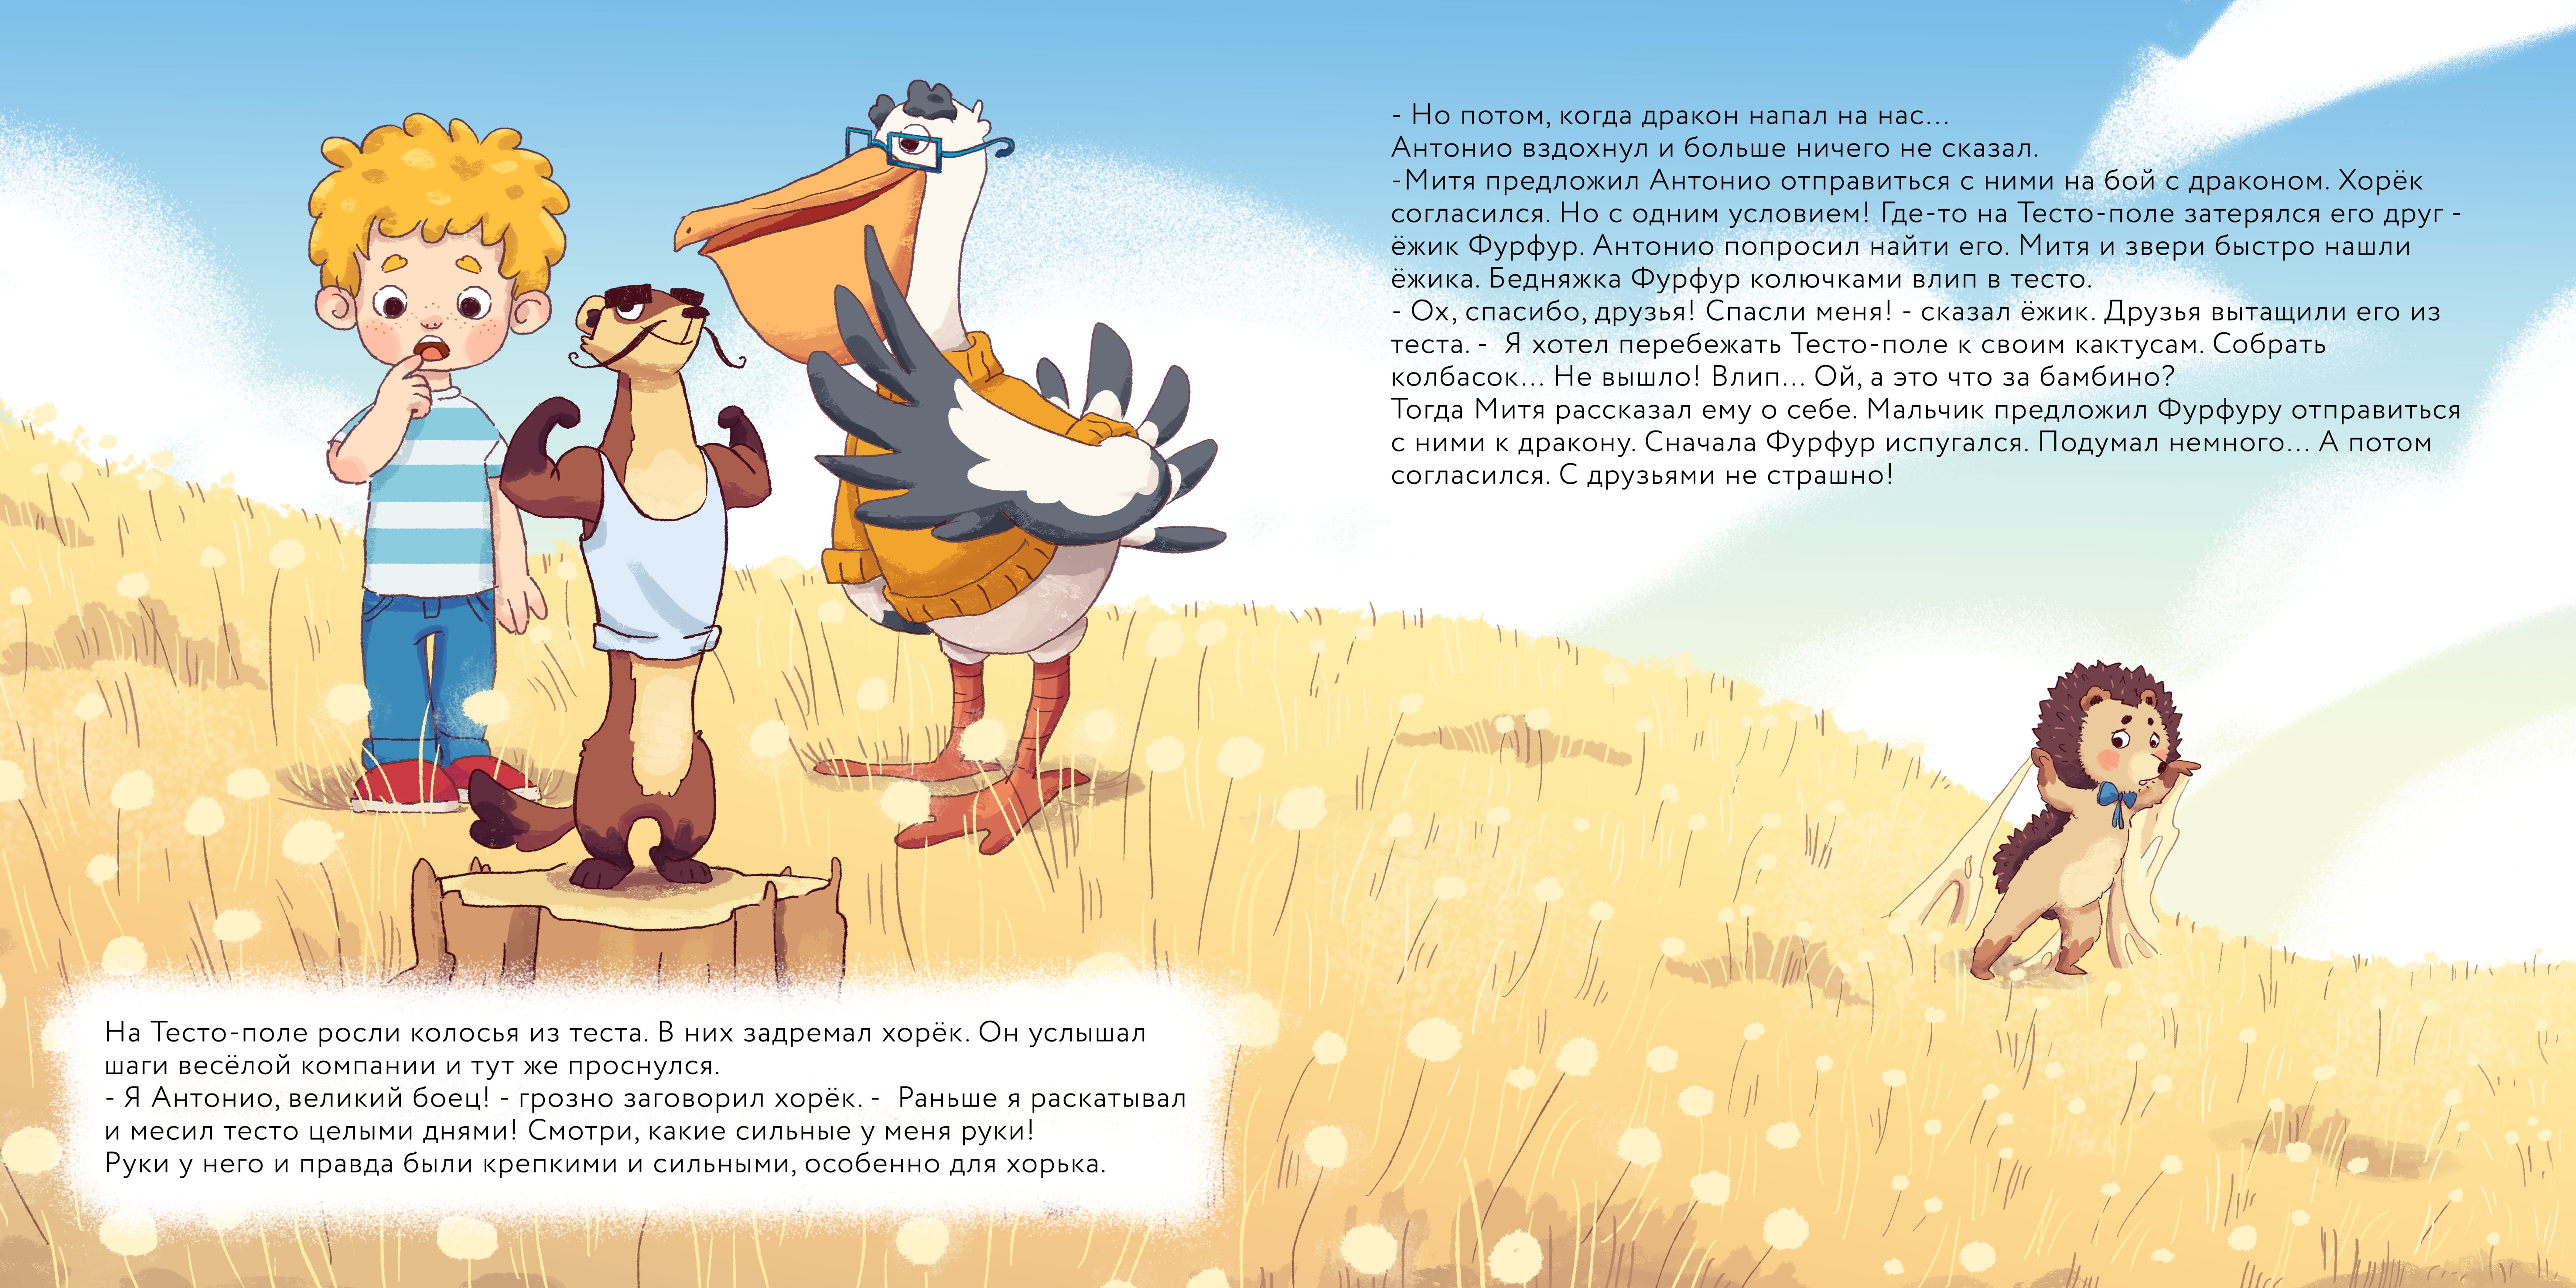 На Тесто-поле росли колосья из теста. В них задремал хорёк. Он услышал
шаги весёлой компании и тут же проснулся.
- Я Антонио, великий боец! - грозно заговорил хорёк. -  Раньше я раскатывал
и месил тесто целыми днями! Смотри, какие сильные у меня руки!
Руки у него и правда были крепкими и сильными, особенно для хорька.
- Но потом, когда дракон напал на нас...
Антонио вздохнул и больше ничего не сказал.
-Митя предложил Антонио отправиться с ними на бой с драконом. Хорёк
согласился. Но с одним условием! Где-то на Тесто-поле затерялся его друг -
ёжик Фурфур. Антонио попросил найти его. Митя и звери быстро нашли
ёжика. Бедняжка Фурфур колючками влип в тесто.
- Ох, спасибо, друзья! Спасли меня! - сказал ёжик. Друзья вытащили его из
теста. -  Я хотел перебежать Тесто-поле к своим кактусам. Собрать
колбасок... Не вышло! Влип... Ой, а это что за бамбино?
Тогда Митя рассказал ему о себе. Мальчик предложил Фурфуру отправиться
с ними к дракону. Сначала Фурфур испугался. Подумал немного... А потом
согласился. С друзьями не страшно!